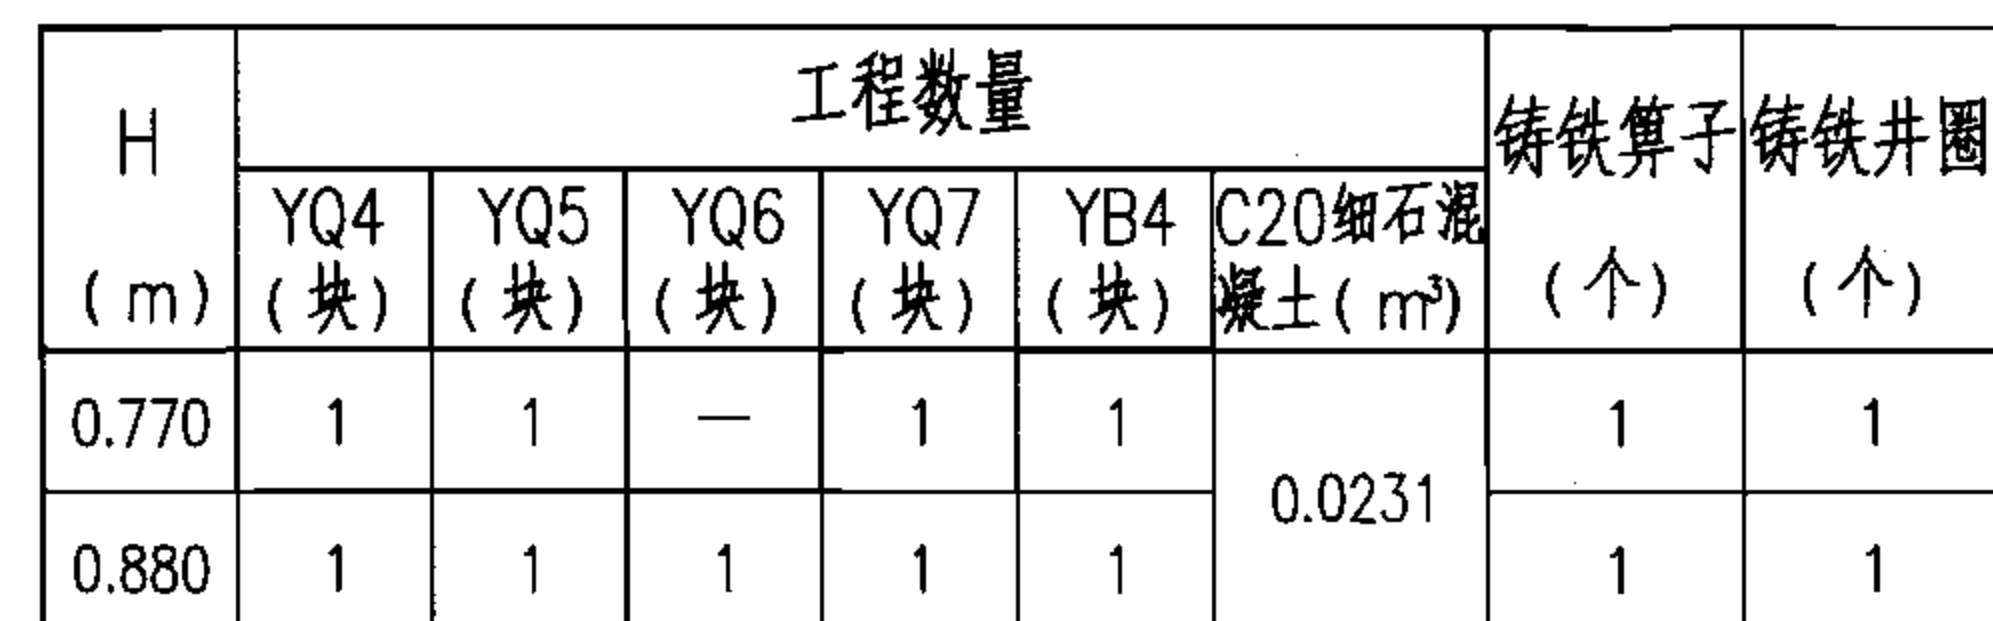 工程数量
H
(m)
铸铁箅子
(个)
铸铁井圈
(个)
YQ4
(块)
YQ5
(块)
YQ6
(块)
YQ7
(块)
YB4
(块)
C20细石混
凝土(m³)
0.770 1 1 — 1 1 0.0231 1 1
0.880 1 1 1 1 1 1 1